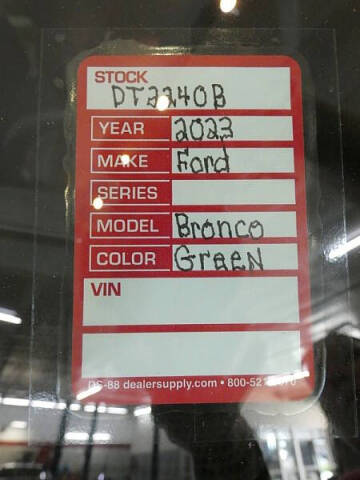 STOCK
DT2240B
YEAR 2023
MAKE Ford
SERIES
MODEL Bronco
COLOR Green
VIN
DS-88 dealersupply.com •